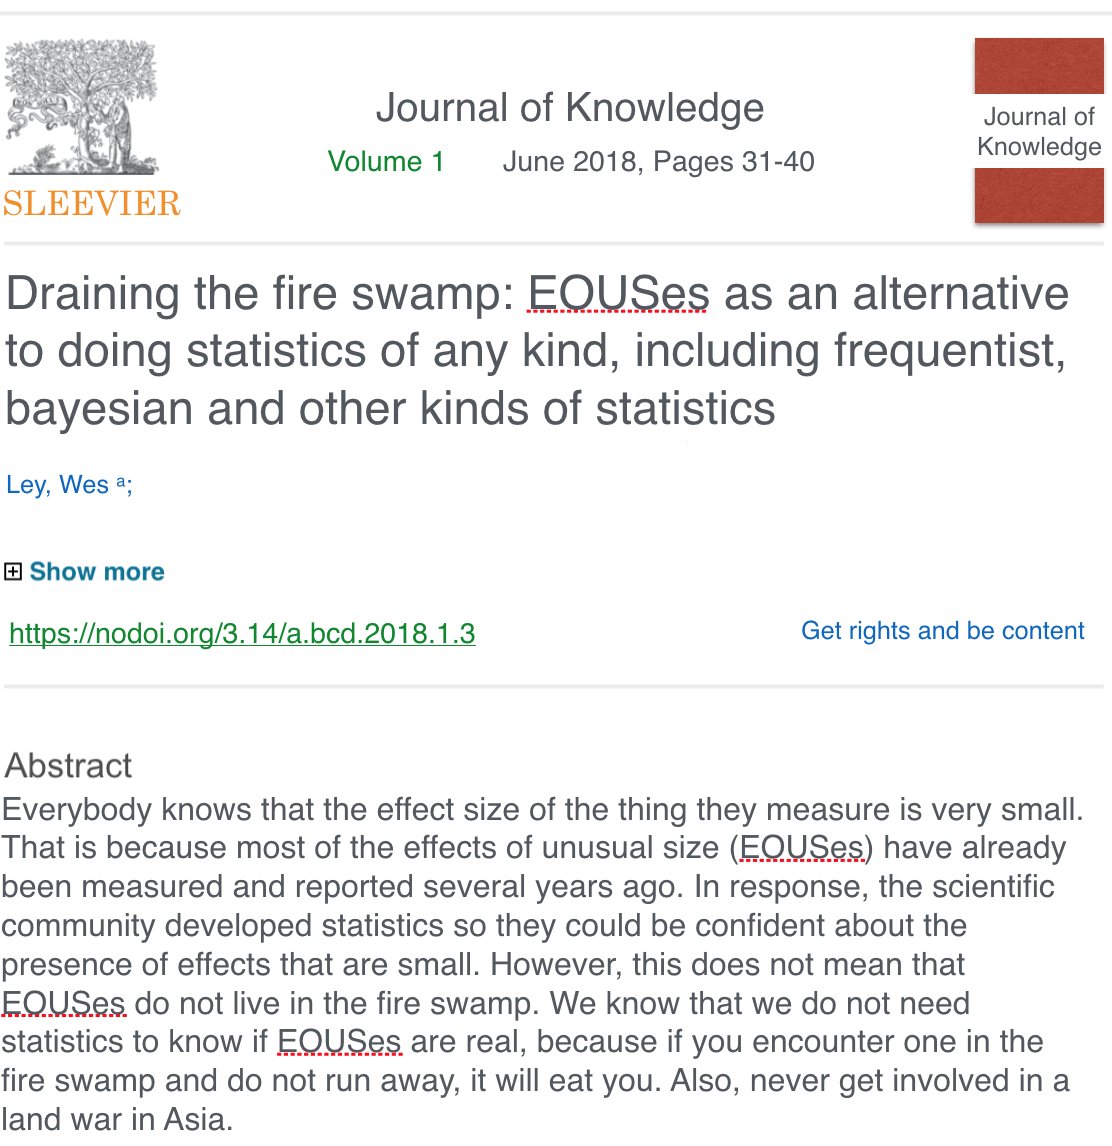 Journal of Knowledge
Volume 1 June 2018, Pages 31-40
Journal of
Knowledge
SLEEVIER
Draining the fire swamp: EOUSes as an alternative
to doing statistics of any kind, including frequentist,
bayesian and other kinds of statistics
Ley, Wes ᵃ;
Show more
https://nodoi.org/3.14/a.bcd.2018.1.3
Get rights and be content
Abstract
Everybody knows that the effect size of the thing they measure is very small.
That is because most of the effects of unusual size (EOUSes) have already
been measured and reported several years ago. In response, the scientific
community developed statistics so they could be confident about the
presence of effects that are small. However, this does not mean that
EOUSes do not live in the fire swamp. We know that we do not need
statistics to know if EOUSes are real, because if you encounter one in the
fire swamp and do not run away, it will eat you. Also, never get involved in a
land war in Asia.